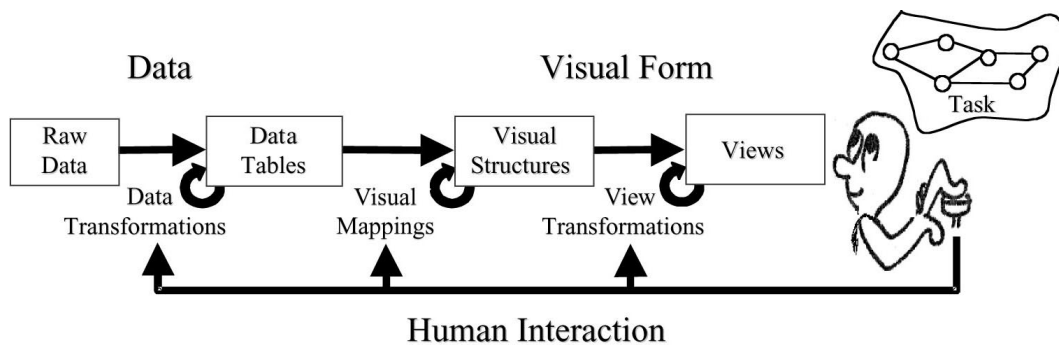 Data
Visual Form
Task
Raw
Data
Data
Tables
Visual
Structures
Views
Data
Transformations
Visual
Mappings
View
Transformations
Human Interaction